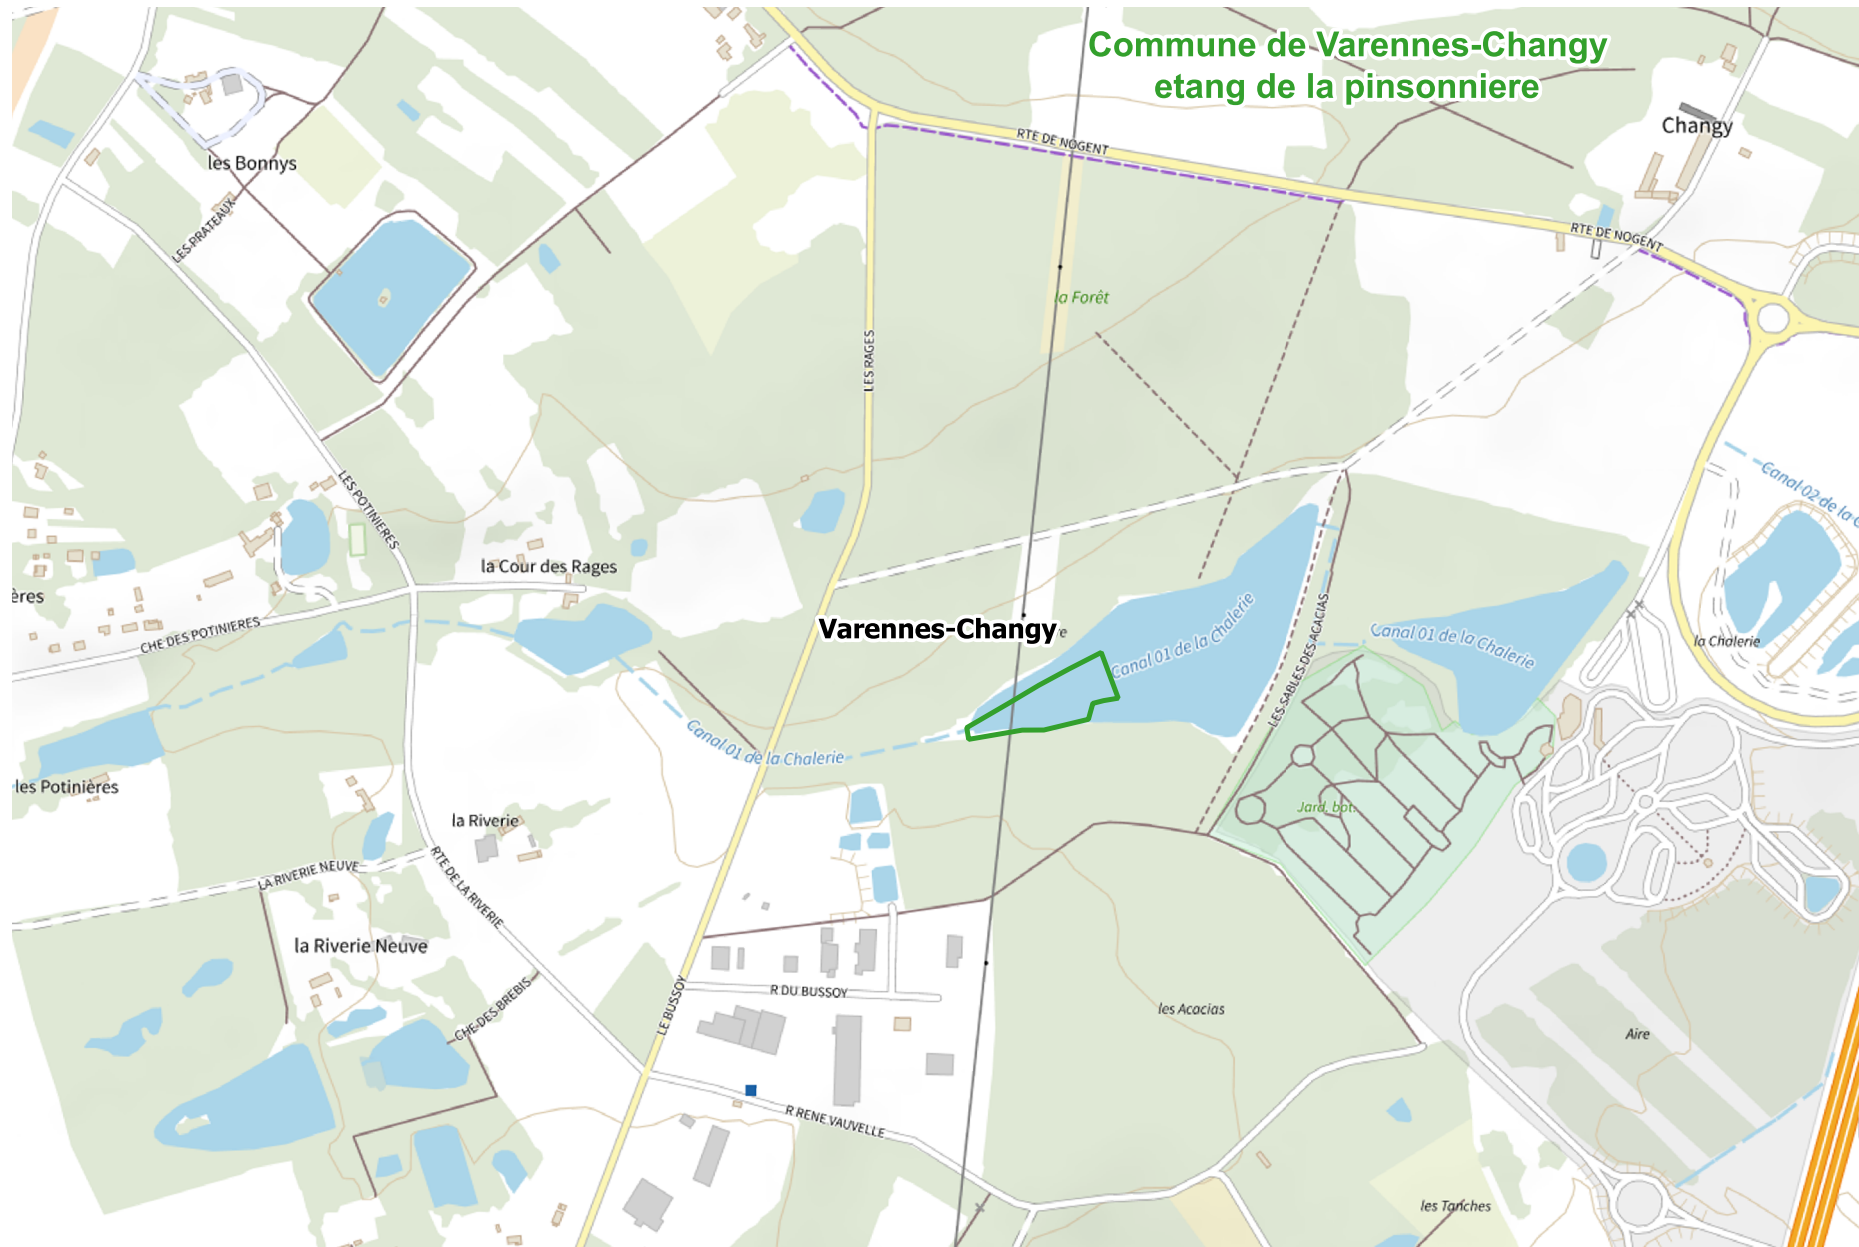 Commune de Varennes-Changy
etang de la pinsonniere
Changy
RTE DE NOGENT
les Bonnys
LES PRATEAUX
RTE DE NOGENT
la Forêt
LES RAGES
LES POTINIERES
Canal 02 de la C
la Cour des Rages
ères
CHE DES POTINIERES
Varennes-Changy
re
Canal 01 de la Chalerie
Canal 01 de la Chalerie
la Chalerie
LES SABLES DES ACACIAS
Canal 01 de la Chalerie
les Potinières
Jard. bot.
la Riverie
LA RIVERIE NEUVE
RTE DE LA RIVERIE
la Riverie Neuve
R DU BUSSOY
LE BUSSOY
CHE DES BREBIS
les Acacias
Aire
R RENE VAUVELLE
les Tanches